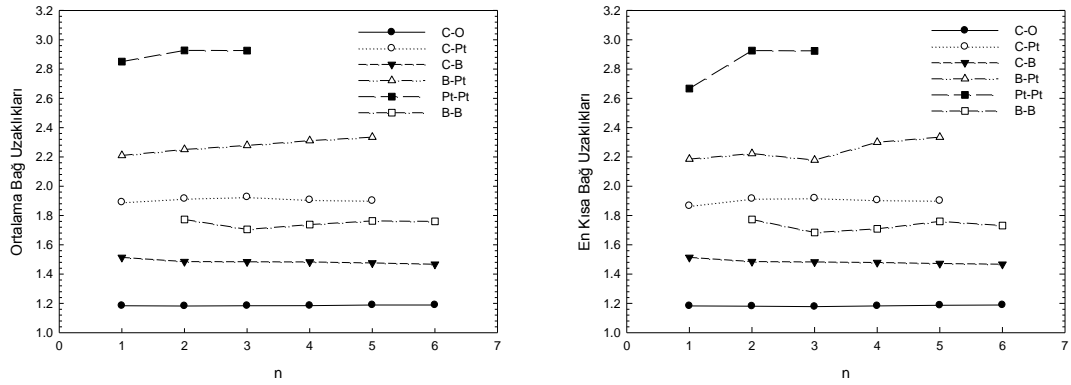 Ortalama Bağ Uzaklıkları
3.2
3.0
2.8
2.6
2.4
2.2
2.0
1.8
1.6
1.4
1.2
1.0
0 1 2 3 4 5 6 7
n
C-O
C-Pt
C-B
B-Pt
Pt-Pt
B-B
En Kısa Bağ Uzaklıkları
3.2
3.0
2.8
2.6
2.4
2.2
2.0
1.8
1.6
1.4
1.2
1.0
0 1 2 3 4 5 6 7
n
C-O
C-Pt
C-B
B-Pt
Pt-Pt
B-B